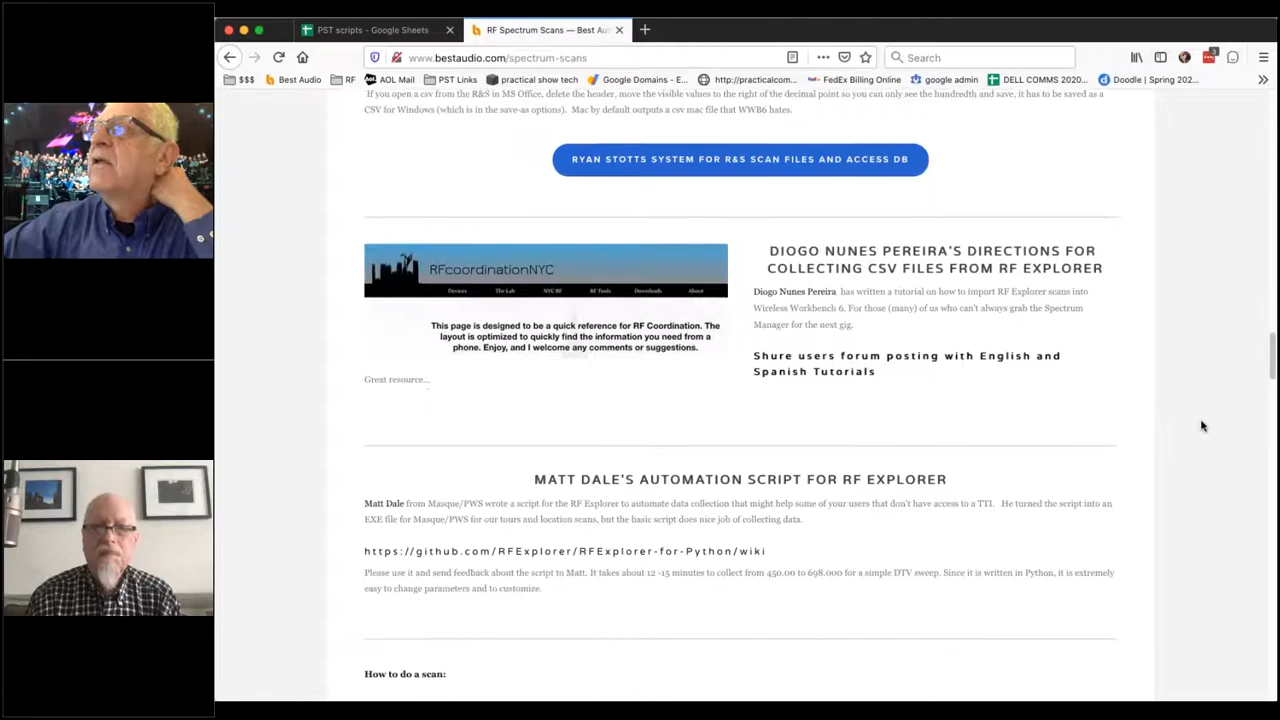 PST scripts - Google Sheets
RF Spectrum Scans — Best Au
www.bestaudio.com/spectrum-scans
Search
3
$$$
Best Audio
RF
AOL Mail
PST Links
practical show tech
Google Domains - E...
http://practicalcom...
FedEx Billing Online
google admin
DELL COMMS 2020...
Doodle | Spring 202...
If you open a csv from the R&S in MS Office, delete the header, move the visible values to the right of the decimal point so you can only see the hundredth and save, it has to be saved as a
CSV for Windows (which is in the save-as options). Mac by default outputs a csv mac file that WWB6 hates.
RYAN STOTTS SYSTEM FOR R&S SCAN FILES AND ACCESS DB
RFcoordinationNYC
Devices
The Lab
NYC RF
RF Tools
Downloads
About
This page is designed to be a quick reference for RF Coordination. The
layout is optimized to quickly find the information you need from a
phone. Enjoy, and I welcome any comments or suggestions.
Great resource...
DIOGO NUNES PEREIRA'S DIRECTIONS FOR
COLLECTING CSV FILES FROM RF EXPLORER
Diogo Nunes Pereira has written a tutorial on how to import RF Explorer scans into
Wireless Workbench 6. For those (many) of us who can't always grab the Spectrum
Manager for the next gig.
Shure users forum posting with English and
Spanish Tutorials
MATT DALE'S AUTOMATION SCRIPT FOR RF EXPLORER
Matt Dale from Masque/PWS wrote a script for the RF Explorer to automate data collection that might help some of your users that don't have access to a TTI. He turned the script into an
EXE file for Masque/PWS for our tours and location scans, but the basic script does nice job of collecting data.
https://github.com/RFExplorer/RFExplorer-for-Python/wiki
Please use it and send feedback about the script to Matt. It takes about 12 -15 minutes to collect from 450.00 to 698.000 for a simple DTV sweep. Since it is written in Python, it is extremely
easy to change parameters and to customize.
How to do a scan: